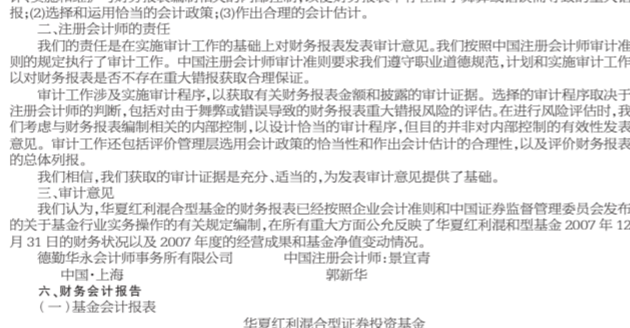 报;(2)选择和运用恰当的会计政策;(3)作出合理的会计估计。
二、注册会计师的责任
我们的责任是在实施审计工作的基础上对财务报表发表审计意见。我们按照中国注册会计师审计准
则的规定执行了审计工作。中国注册会计师审计准则要求我们遵守职业道德规范,计划和实施审计工作
以对财务报表是否不存在重大错报获取合理保证。
审计工作涉及实施审计程序,以获取有关财务报表金额和披露的审计证据。选择的审计程序取决于
注册会计师的判断,包括对由于舞弊或错误导致的财务报表重大错报风险的评估。在进行风险评估时,我
们考虑与财务报表编制相关的内部控制,以设计恰当的审计程序,但目的并非对内部控制的有效性发表
意见。审计工作还包括评价管理层选用会计政策的恰当性和作出会计估计的合理性,以及评价财务报表
的总体列报。
我们相信,我们获取的审计证据是充分、适当的,为发表审计意见提供了基础。
三、审计意见
我们认为,华夏红利混合型基金的财务报表已经按照企业会计准则和中国证券监督管理委员会发布
的关于基金行业实务操作的有关规定编制,在所有重大方面公允反映了华夏红利混和型基金 2007 年 12
月 31 日的财务状况以及 2007 年度的经营成果和基金净值变动情况。
德勤华永会计师事务所有限公司 中国注册会计师:景宜青
中国·上海 郭新华
六、财务会计报告
(一)基金会计报表
华夏红利混合型证券投资基金